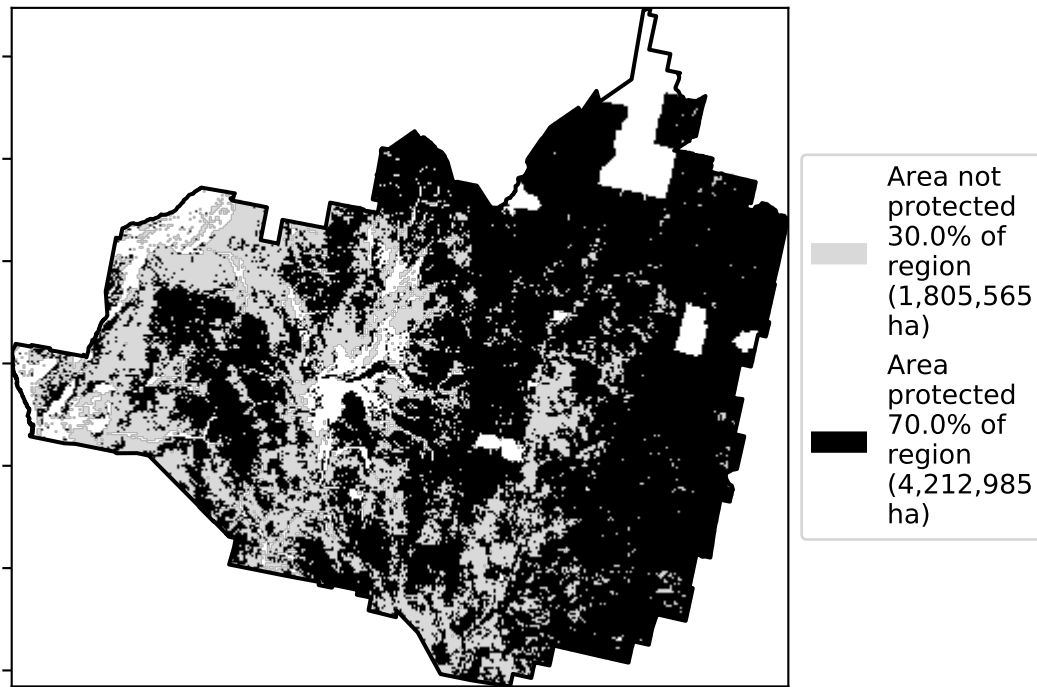 Area not
protected
30.0% of
region
(1,805,565
ha)
Area
protected
70.0% of
region
(4,212,985
ha)